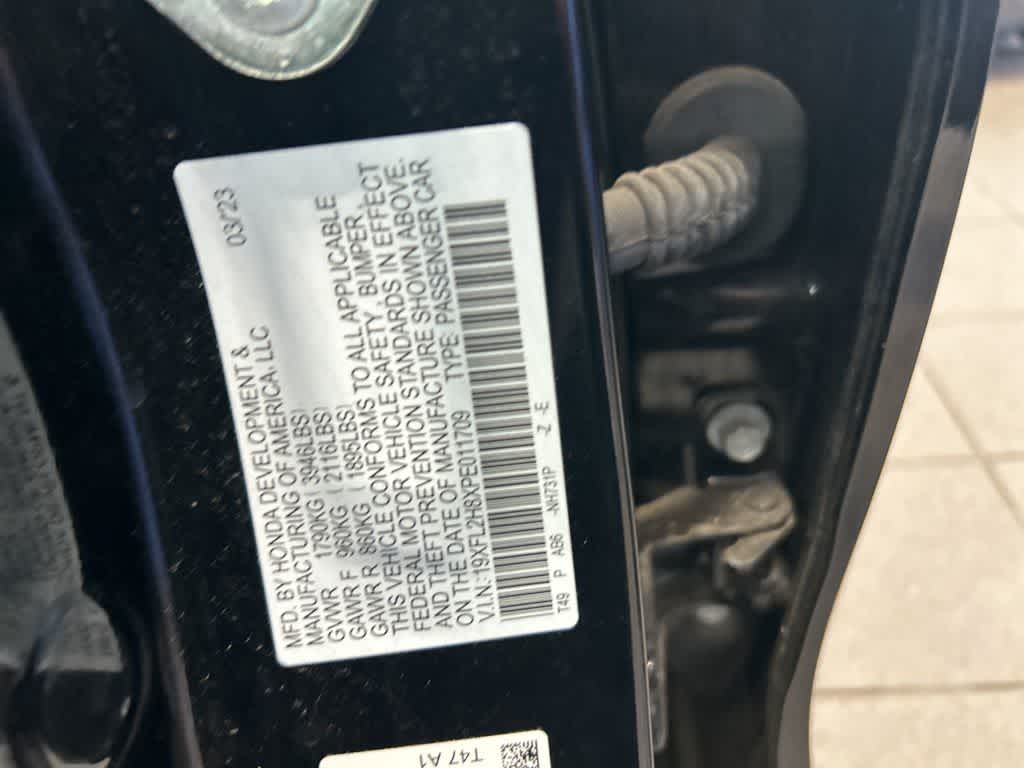 MFD. BY HONDA DEVELOPMENT &
MANUFACTURING OF AMERICA, LLC 03/23
GVWR 1790KG (3946LBS)
GAWR F 960KG (2116LBS)
GAWR R 860KG (1895LBS)
THIS VEHICLE CONFORMS TO ALL APPLICABLE
FEDERAL MOTOR VEHICLE SAFETY, BUMPER,
AND THEFT PREVENTION STANDARDS IN EFFECT
ON THE DATE OF MANUFACTURE SHOWN ABOVE.
V.I.N.:19XFL2H8XPE011709 TYPE: PASSENGER CAR
T49 P AB6 -NH731P -Z -E
T47 A1